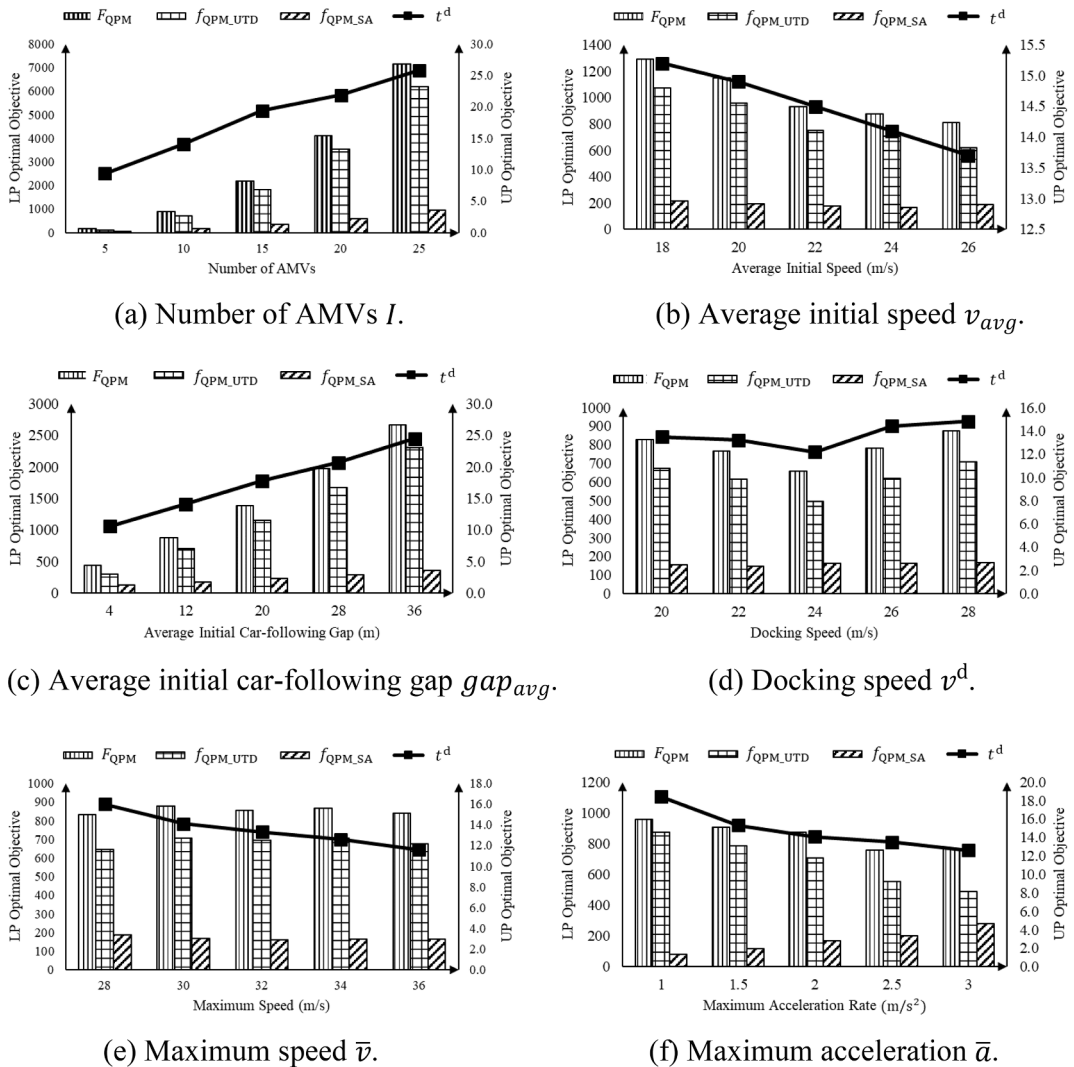 F_QPM f_QPM_UTD f_QPM_SA t^d
8000 7000 6000 5000 4000 3000 2000 1000 0
LP Optimal Objective
30.0 25.0 20.0 15.0 10.0 5.0 0.0
UP Optimal Objective
5 10 15 20 25
Number of AMVs
(a) Number of AMVs I.
F_QPM f_QPM_UTD f_QPM_SA t^d
1400 1200 1000 800 600 400 200 0
LP Optimial Objective
15.5 15.0 14.5 14.0 13.5 13.0 12.5
UP Optimal Objective
18 20 22 24 26
Average Initial Speed (m/s)
(b) Average initial speed v_avg.
F_QPM f_QPM_UTD f_QPM_SA t^d
3000 2500 2000 1500 1000 500 0
LP Optimal Objective
30.0 25.0 20.0 15.0 10.0 5.0 0.0
UP Optimal Objective
4 12 20 28 36
Average Initial Car-following Gap (m)
(c) Average initial car-following gap gap_avg.
F_QPM f_QPM_UTD f_QPM_SA t^d
1000 900 800 700 600 500 400 300 200 100 0
LP Optimal Objective
16.0 14.0 12.0 10.0 8.0 6.0 4.0 2.0 0.0
UP Optimal Objective
20 22 24 26 28
Docking Speed (m/s)
(d) Docking speed v^d.
F_QPM f_QPM_UTD f_QPM_SA t^d
1000 900 800 700 600 500 400 300 200 100 0
LP Optimal Objective
18.0 16.0 14.0 12.0 10.0 8.0 6.0 4.0 2.0 0.0
UP Optimal Objective
28 30 32 34 36
Maximum Speed (m/s)
(e) Maximum speed v̅.
F_QPM f_QPM_UTD f_QPM_SA t^d
1200 1000 800 600 400 200 0
LP Optimal Objective
20.0 18.0 16.0 14.0 12.0 10.0 8.0 6.0 4.0 2.0 0.0
UP Optimal Objective
1 1.5 2 2.5 3
Maximum Acceleration Rate (m/s²)
(f) Maximum acceleration a̅.